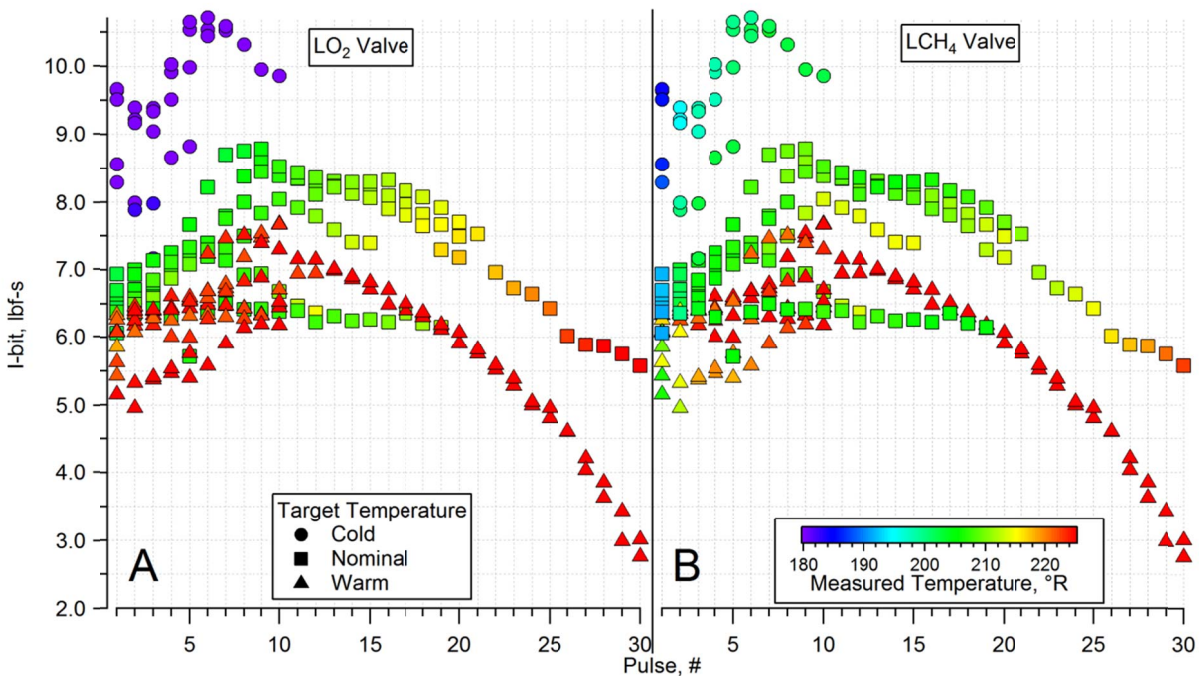 LO2 Valve
LCH4 Valve
10.0
9.0
8.0
7.0
6.0
5.0
4.0
3.0
2.0
I-bit, lbf-s
Target Temperature
Cold
Nominal
Warm
A
B
180 190 200 210 220
Measured Temperature, °R
5 10 15 20 25 30
5 10 15 20 25 30
Pulse, #